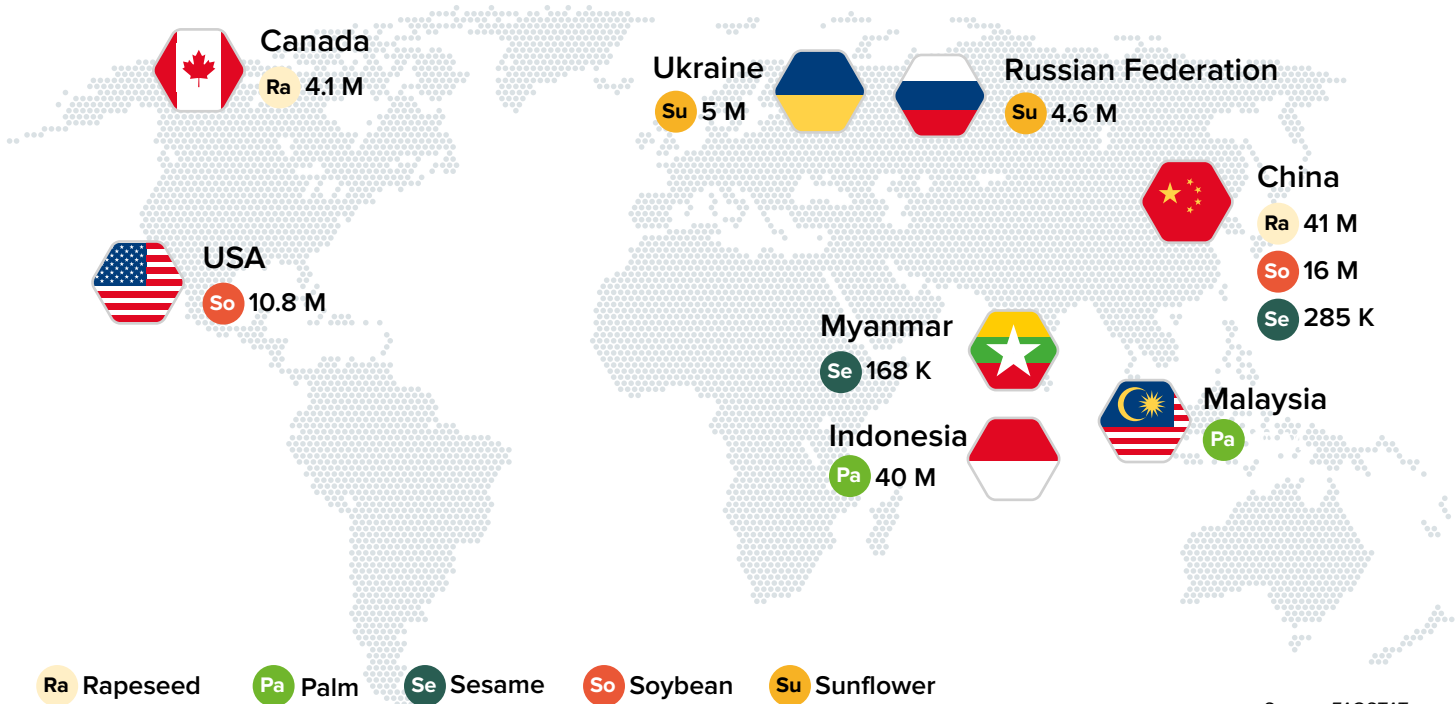 Canada
Ra 4.1 M
Ukraine
Su 5 M
Russian Federation
Su 4.6 M
China
Ra 41 M
So 16 M
Se 285 K
USA
So 10.8 M
Myanmar
Se 168 K
Malaysia
Pa
Indonesia
Pa 40 M
Ra Rapeseed
Pa Palm
Se Sesame
So Soybean
Su Sunflower